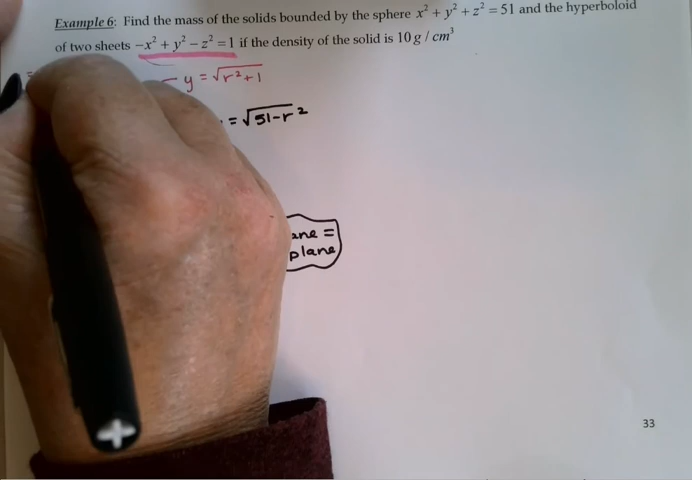 Example 6: Find the mass of the solids bounded by the sphere x² + y² + z² = 51 and the hyperboloid
of two sheets −x² + y² − z² = 1 if the density of the solid is 10 g / cm³
y = √r²+1
= √51−r²
ane =
plane
33